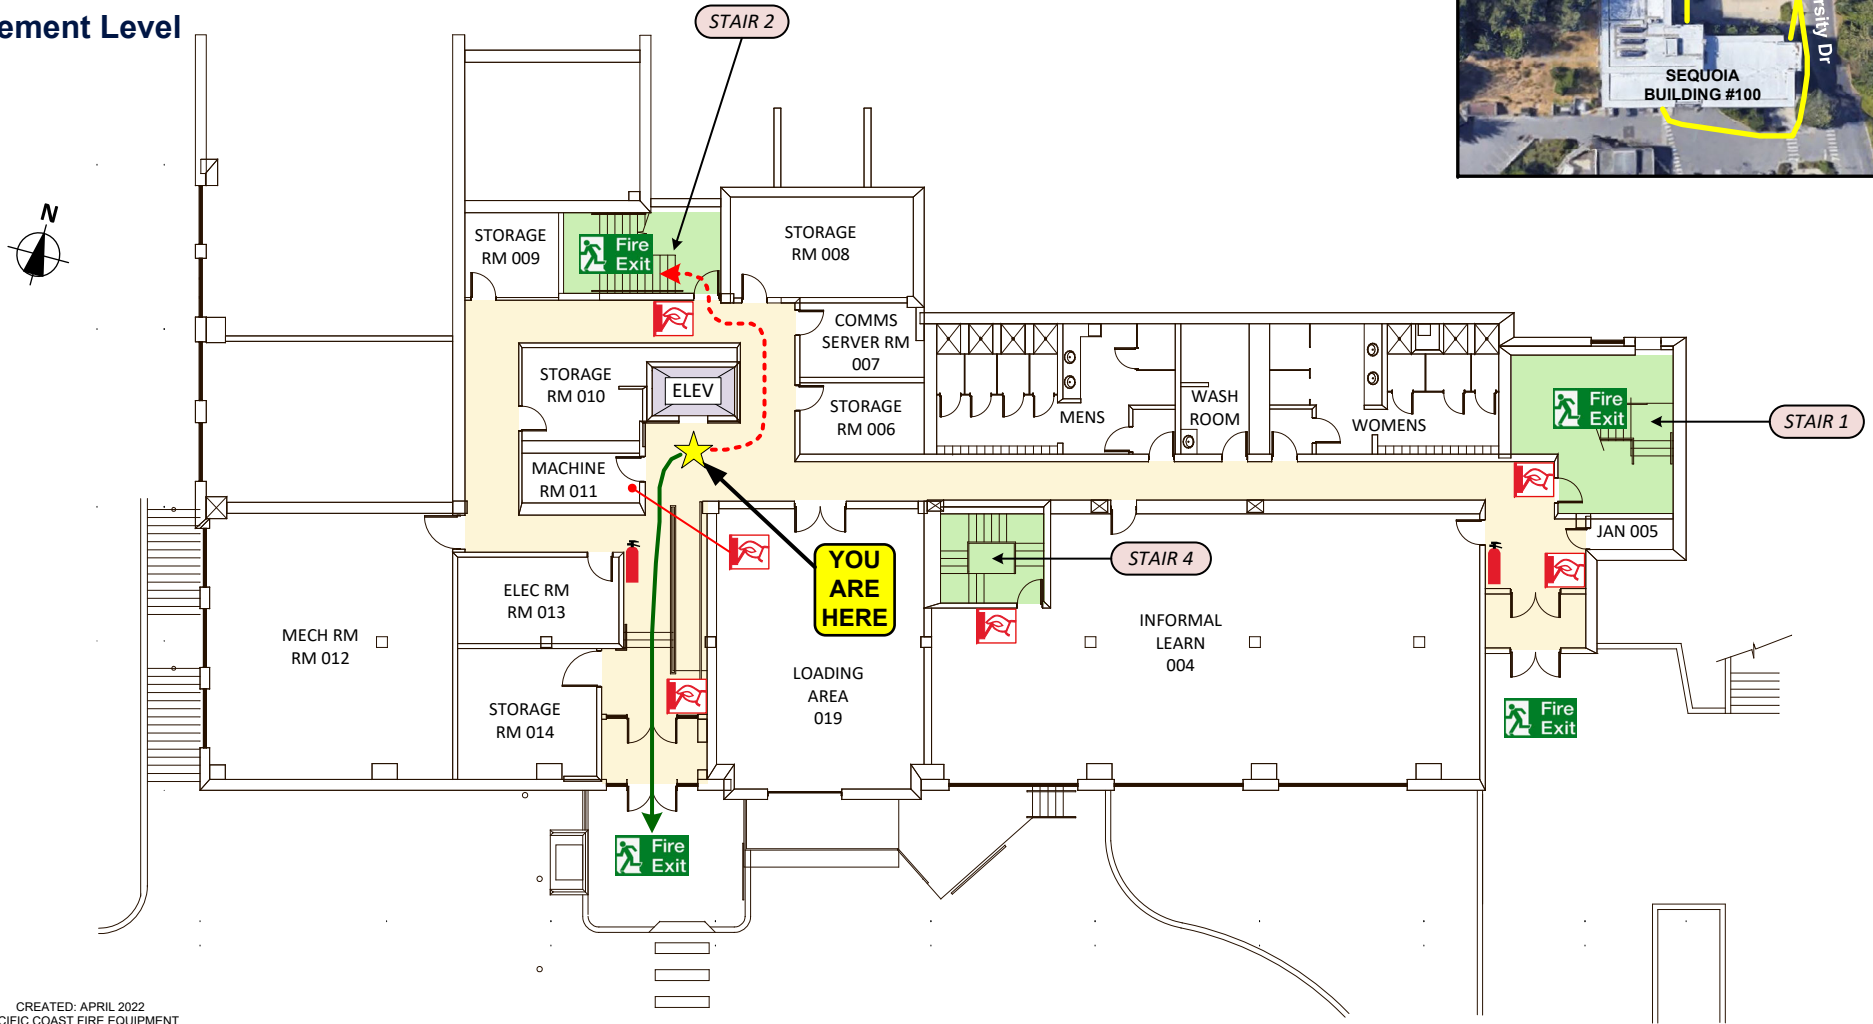 ement Level
STAIR 2
rsity Dr
SEQUOIA
BUILDING #100
N
STORAGE
RM 009
Fire
Exit
STORAGE
RM 008
COMMS
SERVER RM
007
STORAGE
RM 010
ELEV
STORAGE
RM 006
MENS
WASH
ROOM
WOMENS
Fire
Exit
STAIR 1
MACHINE
RM 011
JAN 005
YOU
ARE
HERE
STAIR 4
ELEC RM
RM 013
MECH RM
RM 012
INFORMAL
LEARN
004
LOADING
AREA
019
STORAGE
RM 014
Fire
Exit
Fire
Exit
CREATED: APRIL 2022
CIFIC COAST FIRE EQUIPMENT